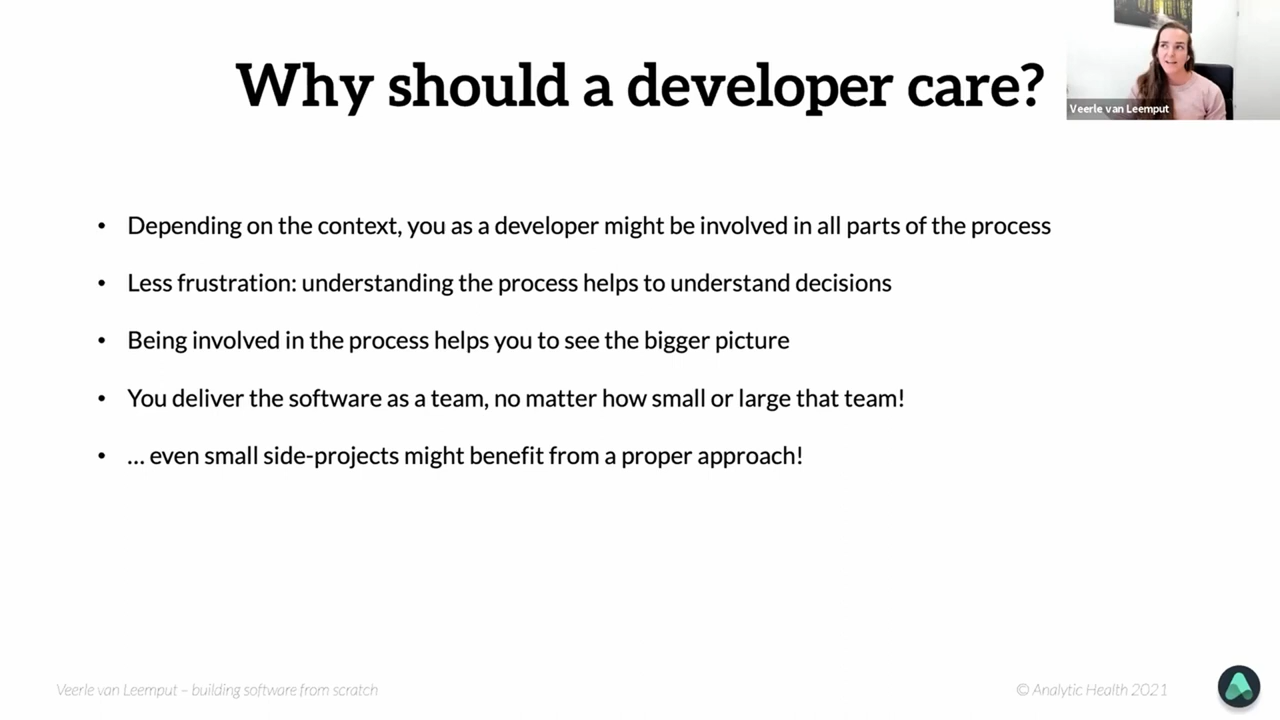 Why should a developer care?
Veerle van Leemput
• Depending on the context, you as a developer might be involved in all parts of the process
• Less frustration: understanding the process helps to understand decisions
• Being involved in the process helps you to see the bigger picture
• You deliver the software as a team, no matter how small or large that team!
• … even small side-projects might benefit from a proper approach!
Veerle van Leemput – building software from scratch
© Analytic Health 2021